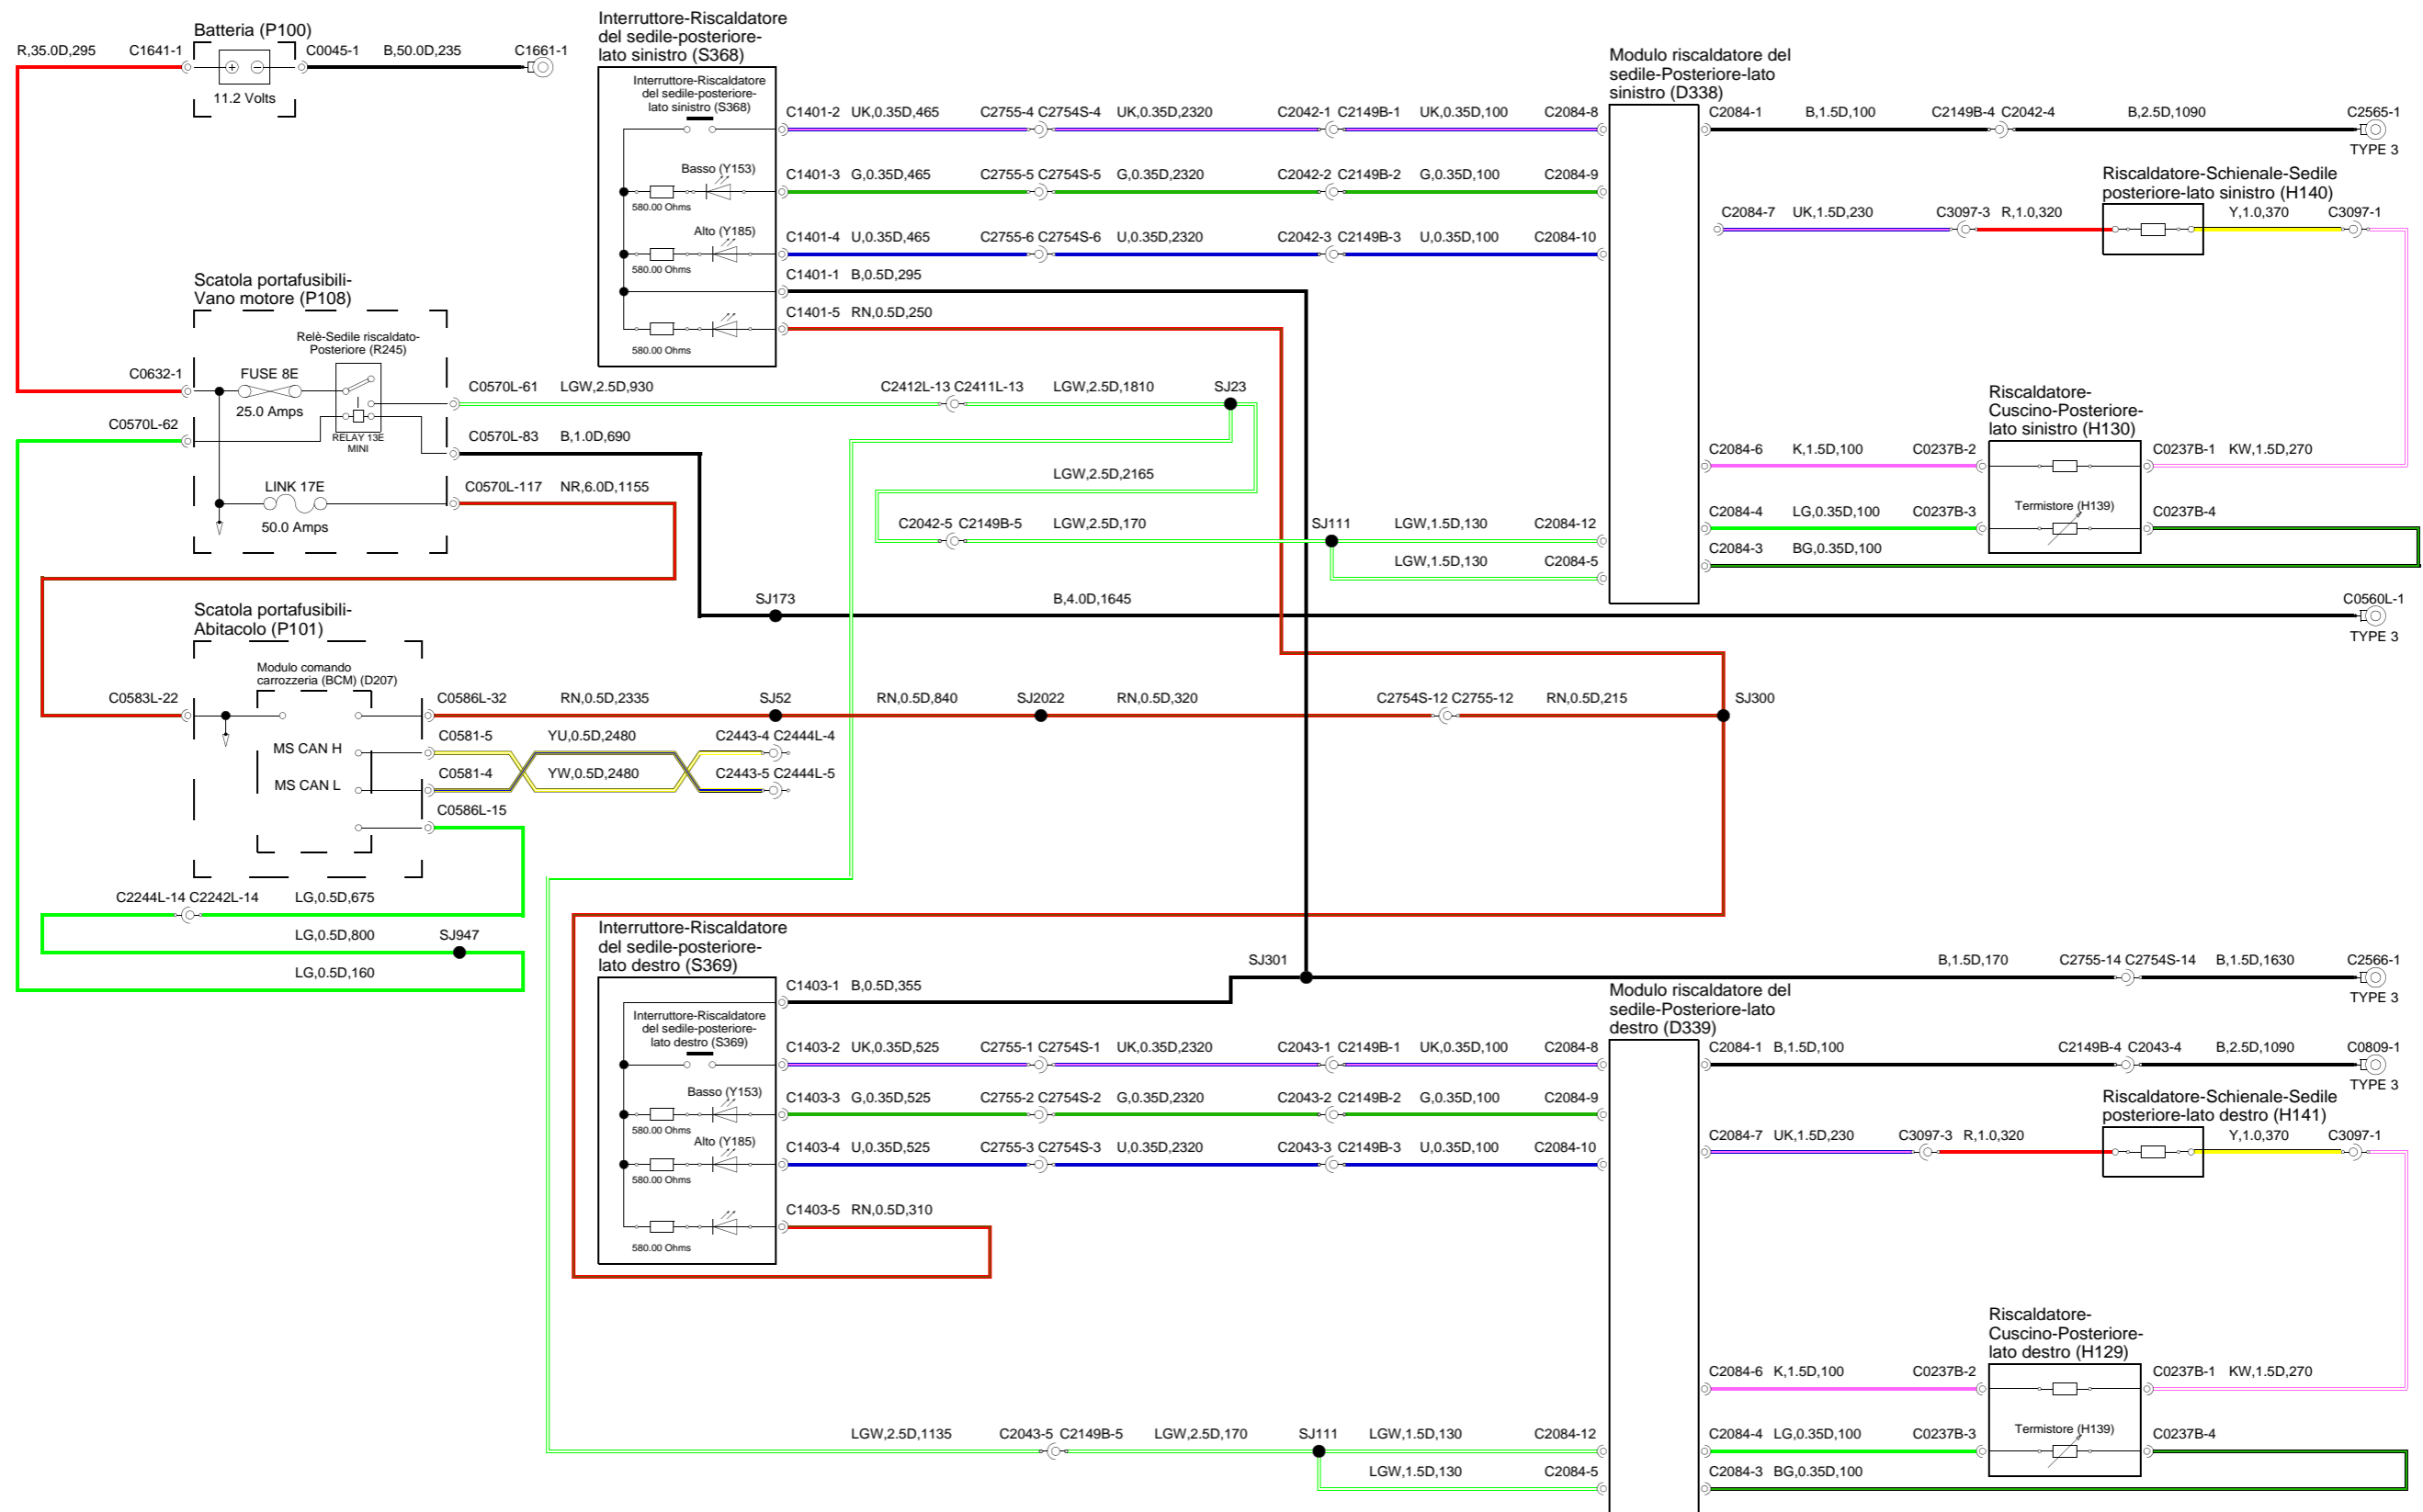 Batteria (P100)
R,35.0D,295 C1641-1 C0045-1 B,50.0D,235 C1661-1
11.2 Volts
Interruttore-Riscaldatore
del sedile-posteriore-
lato sinistro (S368)
Interruttore-Riscaldatore
del sedile-posteriore-
lato sinistro (S368)
Basso (Y153)
580.00 Ohms
Alto (Y185)
580.00 Ohms
580.00 Ohms
C1401-2 UK,0.35D,465 C2755-4 C2754S-4 UK,0.35D,2320 C2042-1 C2149B-1 UK,0.35D,100 C2084-8
C1401-3 G,0.35D,465 C2755-5 C2754S-5 G,0.35D,2320 C2042-2 C2149B-2 G,0.35D,100 C2084-9
C1401-4 U,0.35D,465 C2755-6 C2754S-6 U,0.35D,2320 C2042-3 C2149B-3 U,0.35D,100 C2084-10
C1401-1 B,0.5D,295
C1401-5 RN,0.5D,250
Modulo riscaldatore del
sedile-Posteriore-lato
sinistro (D338)
C2084-1 B,1.5D,100 C2149B-4 C2042-4 B,2.5D,1090 C2565-1
TYPE 3
Riscaldatore-Schienale-Sedile
posteriore-lato sinistro (H140)
C2084-7 UK,1.5D,230 C3097-3 R,1.0,320 Y,1.0,370 C3097-1
Riscaldatore-
Cuscino-Posteriore-
lato sinistro (H130)
C2084-6 K,1.5D,100 C0237B-2 C0237B-1 KW,1.5D,270
C2084-4 LG,0.35D,100 C0237B-3 Termistore (H139) C0237B-4
C2084-3 BG,0.35D,100
Scatola portafusibili-
Vano motore (P108)
Relè-Sedile riscaldato-
Posteriore (R245)
C0632-1 FUSE 8E
25.0 Amps
RELAY 13E
MINI
C0570L-61 LGW,2.5D,930 C2412L-13 C2411L-13 LGW,2.5D,1810 SJ23
C0570L-62
C0570L-83 B,1.0D,690
LINK 17E
50.0 Amps
C0570L-117 NR,6.0D,1155
LGW,2.5D,2165
C2042-5 C2149B-5 LGW,2.5D,170 SJ111 LGW,1.5D,130 C2084-12
LGW,1.5D,130 C2084-5
SJ173 B,4.0D,1645 C0560L-1
TYPE 3
Scatola portafusibili-
Abitacolo (P101)
Modulo comando
carrozzeria (BCM) (D207)
C0583L-22 C0586L-32 RN,0.5D,2335 SJ52 RN,0.5D,840 SJ2022 RN,0.5D,320 C2754S-12 C2755-12 RN,0.5D,215 SJ300
MS CAN H C0581-5 YU,0.5D,2480 C2443-4 C2444L-4
MS CAN L C0581-4 YW,0.5D,2480 C2443-5 C2444L-5
C0586L-15
C2244L-14 C2242L-14 LG,0.5D,675
LG,0.5D,800 SJ947
LG,0.5D,160
Interruttore-Riscaldatore
del sedile-posteriore-
lato destro (S369)
Interruttore-Riscaldatore
del sedile-posteriore-
lato destro (S369)
Basso (Y153)
580.00 Ohms
Alto (Y185)
580.00 Ohms
580.00 Ohms
SJ301 B,1.5D,170 C2755-14 C2754S-14 B,1.5D,1630 C2566-1
TYPE 3
C1403-1 B,0.5D,355
C1403-2 UK,0.35D,525 C2755-1 C2754S-1 UK,0.35D,2320 C2043-1 C2149B-1 UK,0.35D,100 C2084-8
C1403-3 G,0.35D,525 C2755-2 C2754S-2 G,0.35D,2320 C2043-2 C2149B-2 G,0.35D,100 C2084-9
C1403-4 U,0.35D,525 C2755-3 C2754S-3 U,0.35D,2320 C2043-3 C2149B-3 U,0.35D,100 C2084-10
C1403-5 RN,0.5D,310
Modulo riscaldatore del
sedile-Posteriore-lato
destro (D339)
C2084-1 B,1.5D,100 C2149B-4 C2043-4 B,2.5D,1090 C0809-1
TYPE 3
Riscaldatore-Schienale-Sedile
posteriore-lato destro (H141)
C2084-7 UK,1.5D,230 C3097-3 R,1.0,320 Y,1.0,370 C3097-1
Riscaldatore-
Cuscino-Posteriore-
lato destro (H129)
C2084-6 K,1.5D,100 C0237B-2 C0237B-1 KW,1.5D,270
C2084-4 LG,0.35D,100 C0237B-3 Termistore (H139) C0237B-4
C2084-3 BG,0.35D,100
LGW,2.5D,1135 C2043-5 C2149B-5 LGW,2.5D,170 SJ111 LGW,1.5D,130 C2084-12
LGW,1.5D,130 C2084-5